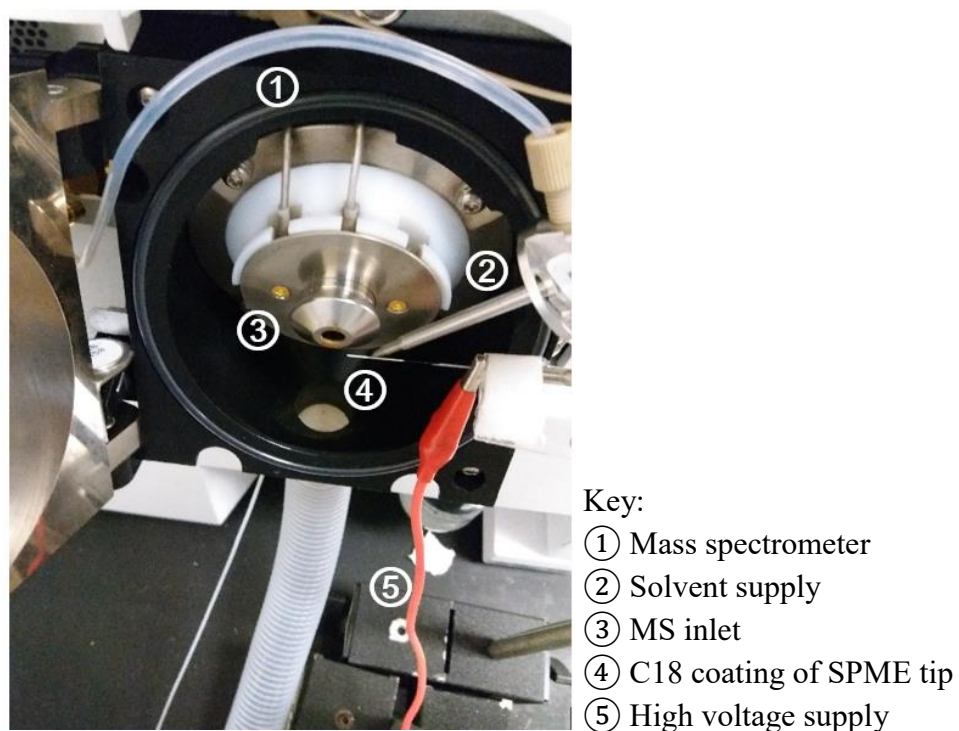 ①
②
③
④
⑤
Key:
① Mass spectrometer
② Solvent supply
③ MS inlet
④ C18 coating of SPME tip
⑤ High voltage supply